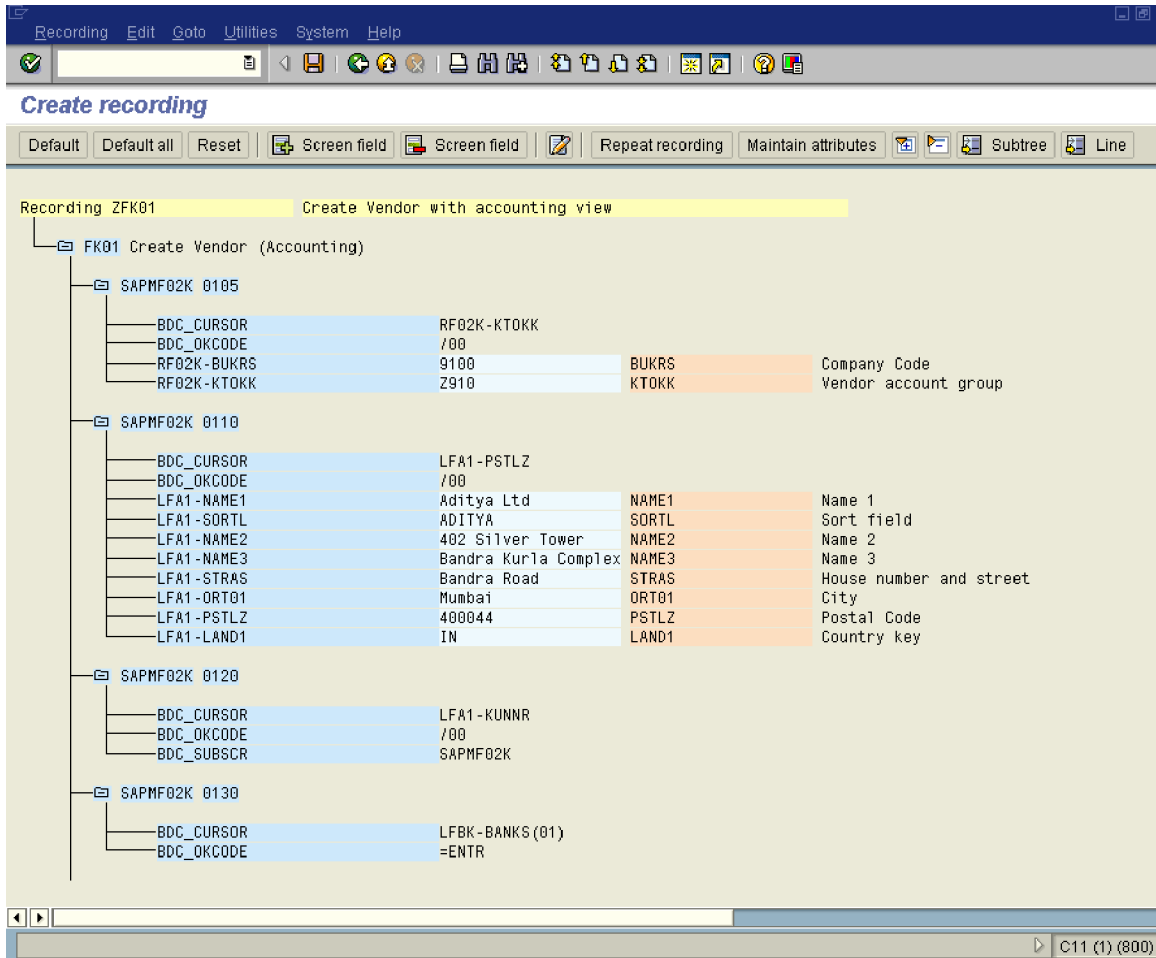 Recording Edit Goto Utilities System Help
Create recording
Default Default all Reset Screen field Screen field Repeat recording Maintain attributes Subtree Line
Recording ZFK01 Create Vendor with accounting view
FK01 Create Vendor (Accounting)
SAPMF02K 0105
BDC_CURSOR RF02K-KTOKK
BDC_OKCODE /00
RF02K-BUKRS 9100 BUKRS Company Code
RF02K-KTOKK Z910 KTOKK Vendor account group
SAPMF02K 0110
BDC_CURSOR LFA1-PSTLZ
BDC_OKCODE /00
LFA1-NAME1 Aditya Ltd NAME1 Name 1
LFA1-SORTL ADITYA SORTL Sort field
LFA1-NAME2 402 Silver Tower NAME2 Name 2
LFA1-NAME3 Bandra Kurla Complex NAME3 Name 3
LFA1-STRAS Bandra Road STRAS House number and street
LFA1-ORT01 Mumbai ORT01 City
LFA1-PSTLZ 400044 PSTLZ Postal Code
LFA1-LAND1 IN LAND1 Country key
SAPMF02K 0120
BDC_CURSOR LFA1-KUNNR
BDC_OKCODE /00
BDC_SUBSCR SAPMF02K
SAPMF02K 0130
BDC_CURSOR LFBK-BANKS(01)
BDC_OKCODE =ENTR
C11 (1) (800)